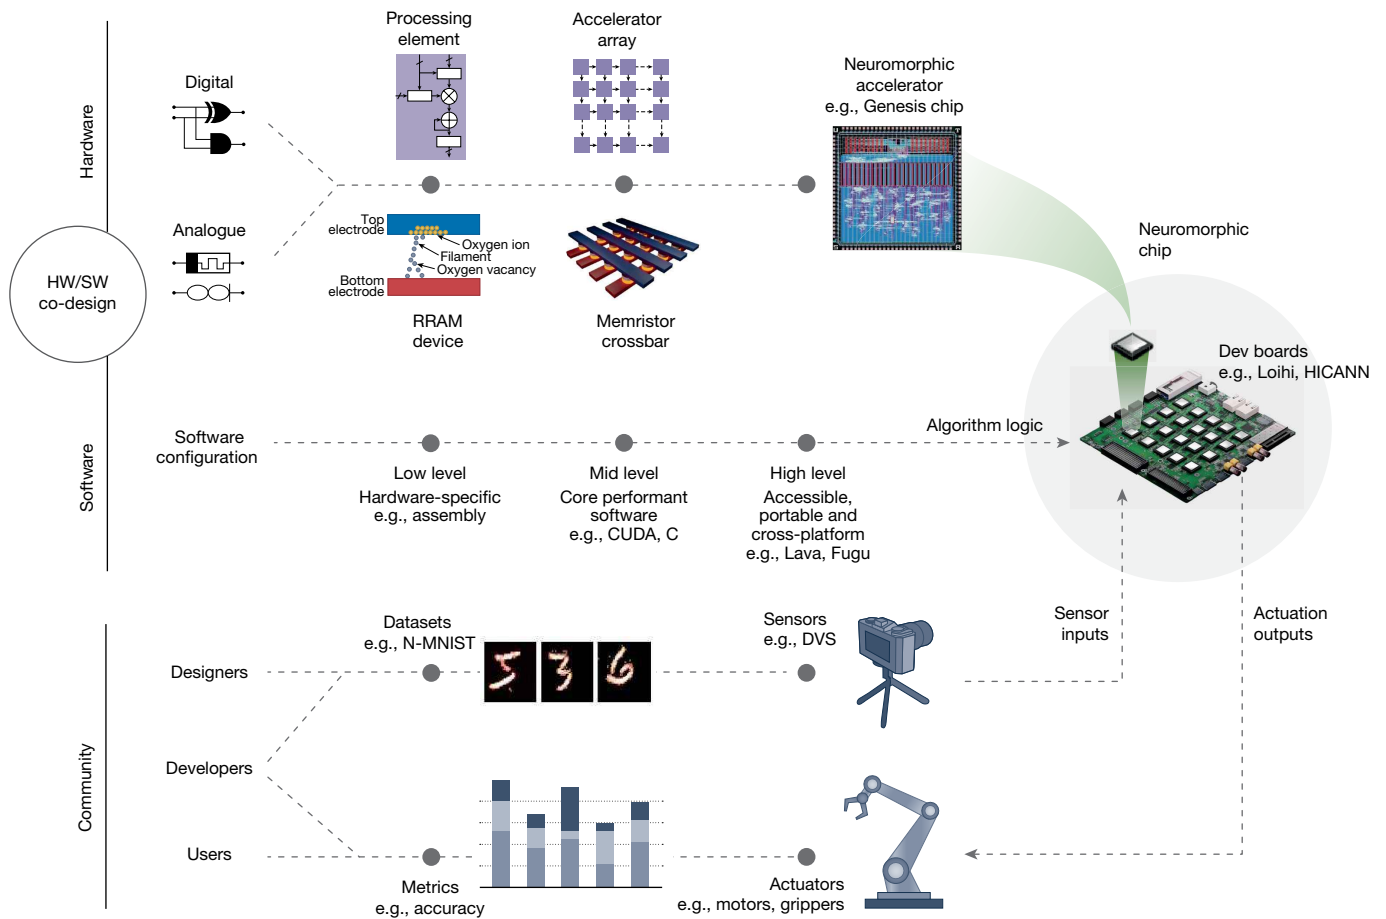 Hardware
HW/SW
co-design
Software
Digital
Analogue
Processing
element
Accelerator
array
Neuromorphic
accelerator
e.g., Genesis chip
Top
electrode
Oxygen ion
Filament
Oxygen vacancy
Bottom
electrode
RRAM
device
Memristor
crossbar
Neuromorphic
chip
Dev boards
e.g., Loihi, HICANN
Software
configuration
Algorithm logic
Low level
Hardware-specific
e.g., assembly
Mid level
Core performant
software
e.g., CUDA, C
High level
Accessible,
portable and
cross-platform
e.g., Lava, Fugu
Sensor
inputs
Actuation
outputs
Community
Designers
Developers
Users
Datasets
e.g., N-MNIST
5 3 6
Sensors
e.g., DVS
Metrics
e.g., accuracy
Actuators
e.g., motors, grippers